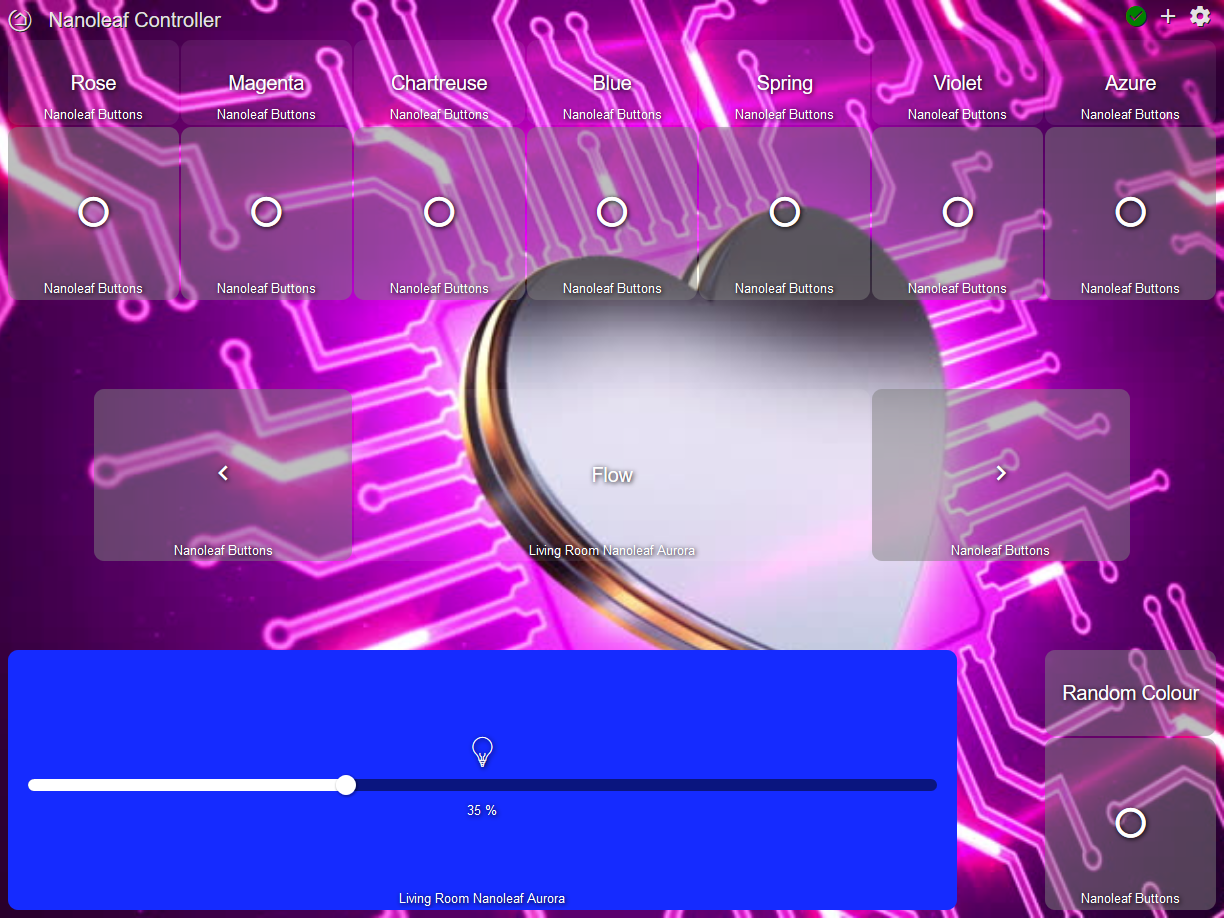 Nanoleaf Controller
Rose Magenta Chartreuse Blue Spring Violet Azure
Nanoleaf Buttons Nanoleaf Buttons Nanoleaf Buttons Nanoleaf Buttons Nanoleaf Buttons Nanoleaf Buttons Nanoleaf Buttons
Nanoleaf Buttons Nanoleaf Buttons Nanoleaf Buttons Nanoleaf Buttons Nanoleaf Buttons Nanoleaf Buttons Nanoleaf Buttons
Flow
Nanoleaf Buttons Living Room Nanoleaf Aurora Nanoleaf Buttons
Random Colour
35 %
Living Room Nanoleaf Aurora Nanoleaf Buttons